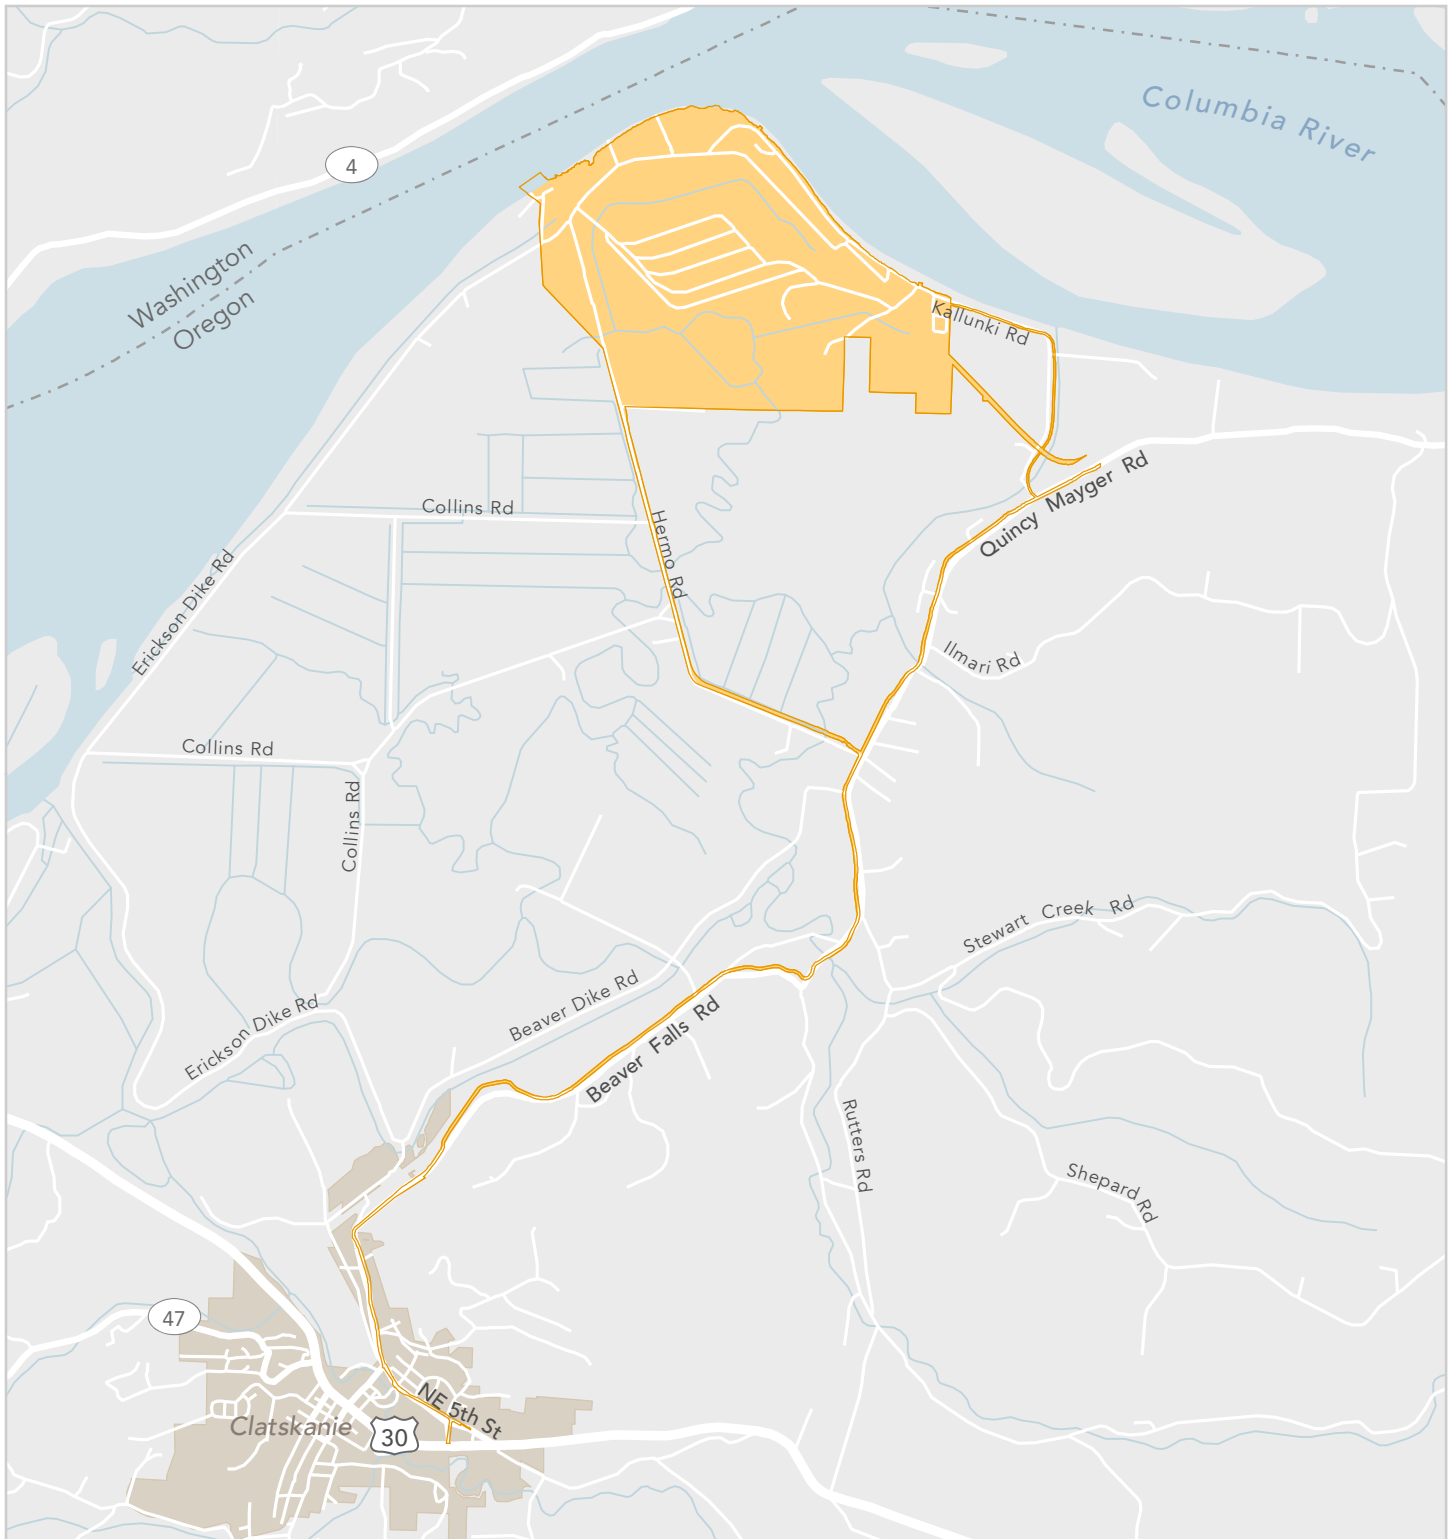 Columbia River
4
Washington
Oregon
Kallunki Rd
Quincy Mayger Rd
Collins Rd
Hermo Rd
Erickson Dike Rd
Ilmari Rd
Collins Rd
Collins Rd
Stewart Creek Rd
Beaver Dike Rd
Erickson Dike Rd
Beaver Falls Rd
Rutters Rd
Shepard Rd
47
NE 5th St
Clatskanie
30